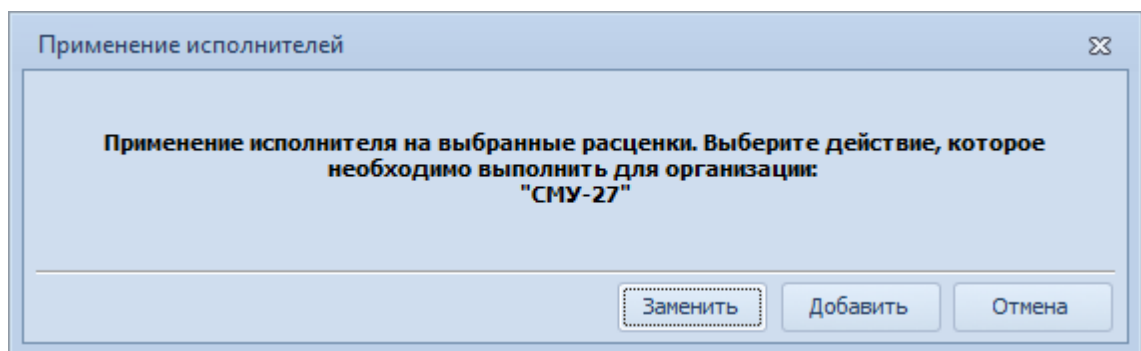 Применение исполнителей
Применение исполнителя на выбранные расценки. Выберите действие, которое
необходимо выполнить для организации:
"СМУ-27"
Заменить Добавить Отмена